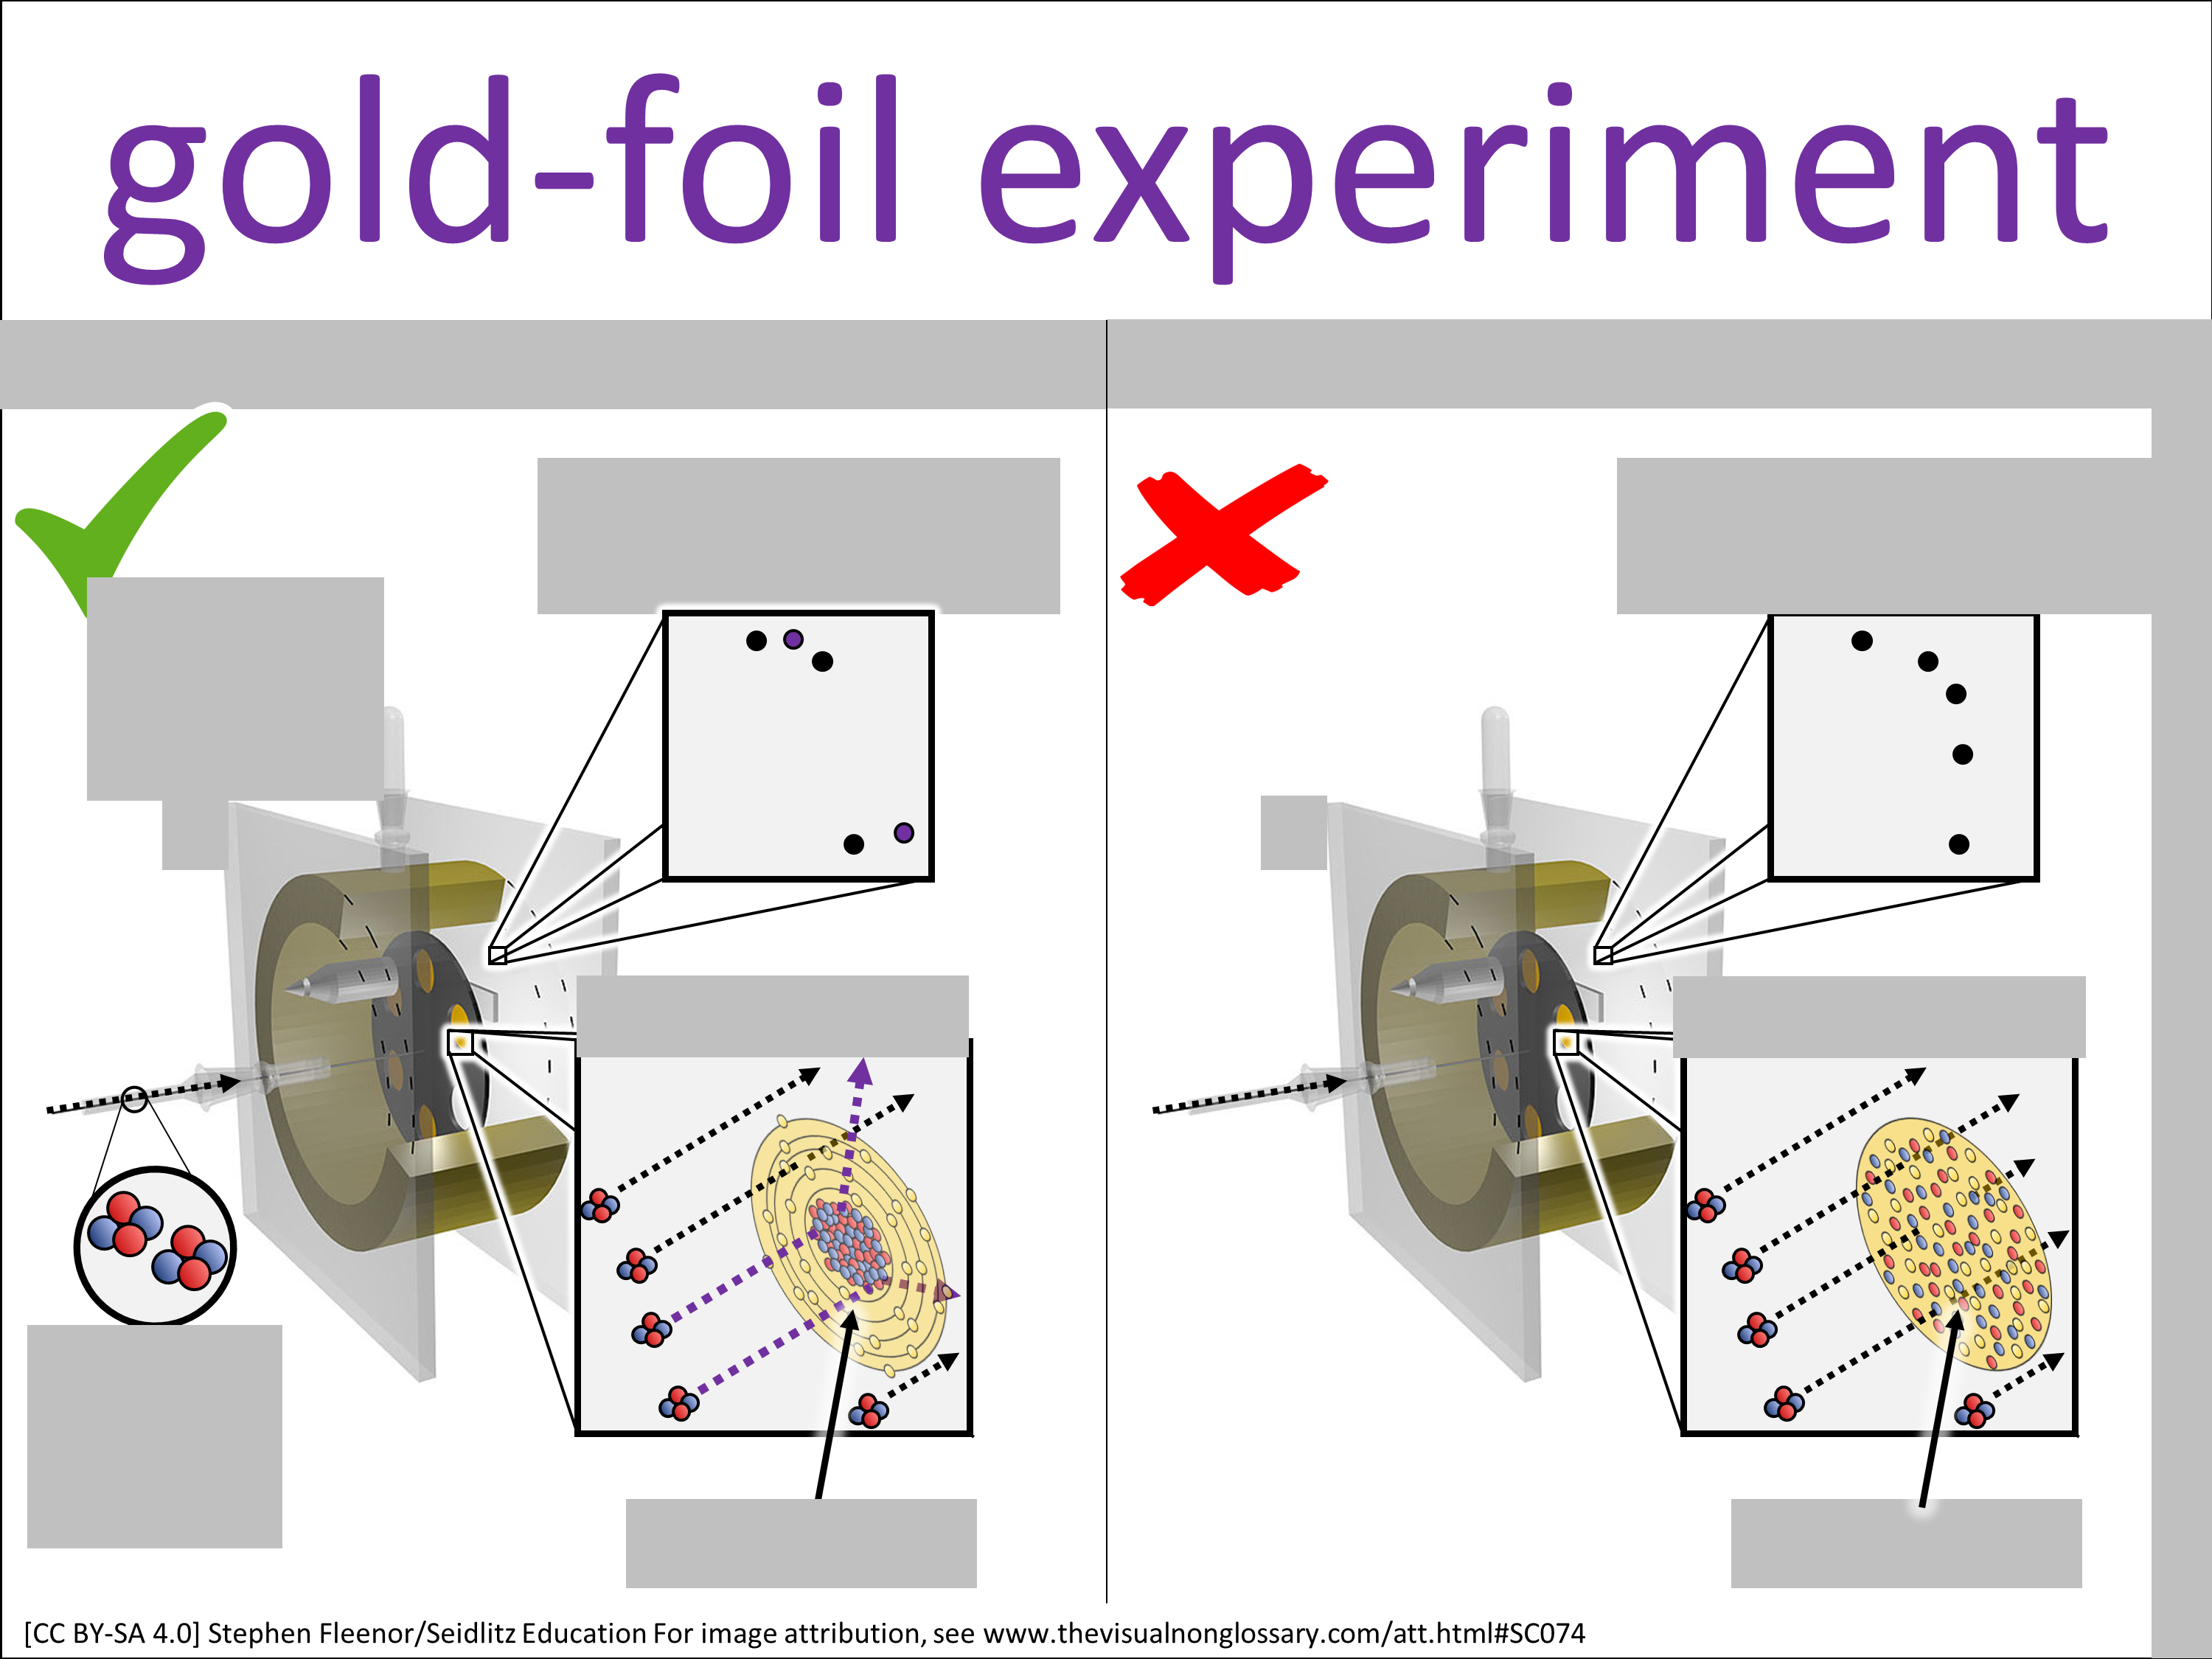 gold-foil experiment
[CC BY-SA 4.0] Stephen Fleenor/Seidlitz Education For image attribution, see www.thevisualnonglossary.com/att.html#SC074